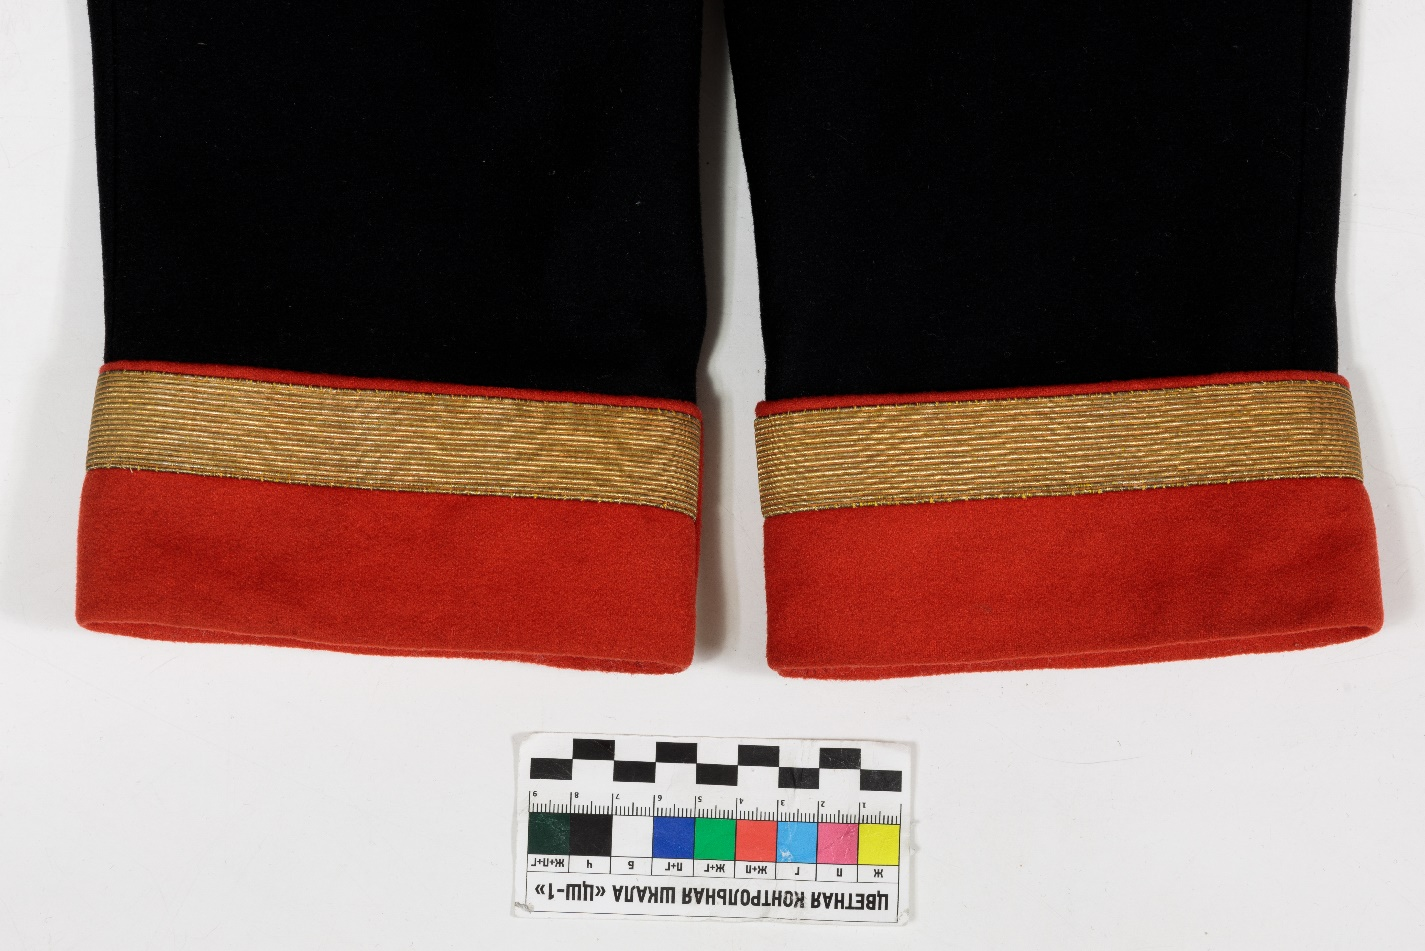 ЦВЕТНАЯ КОНТРОЛЬНАЯ ШКАЛА «ЦШ-1»
Ж П Г Ж+П Ж+Г П+Г Б Ч Ж+П+Г
1 2 3 4 5 6 7 8 9